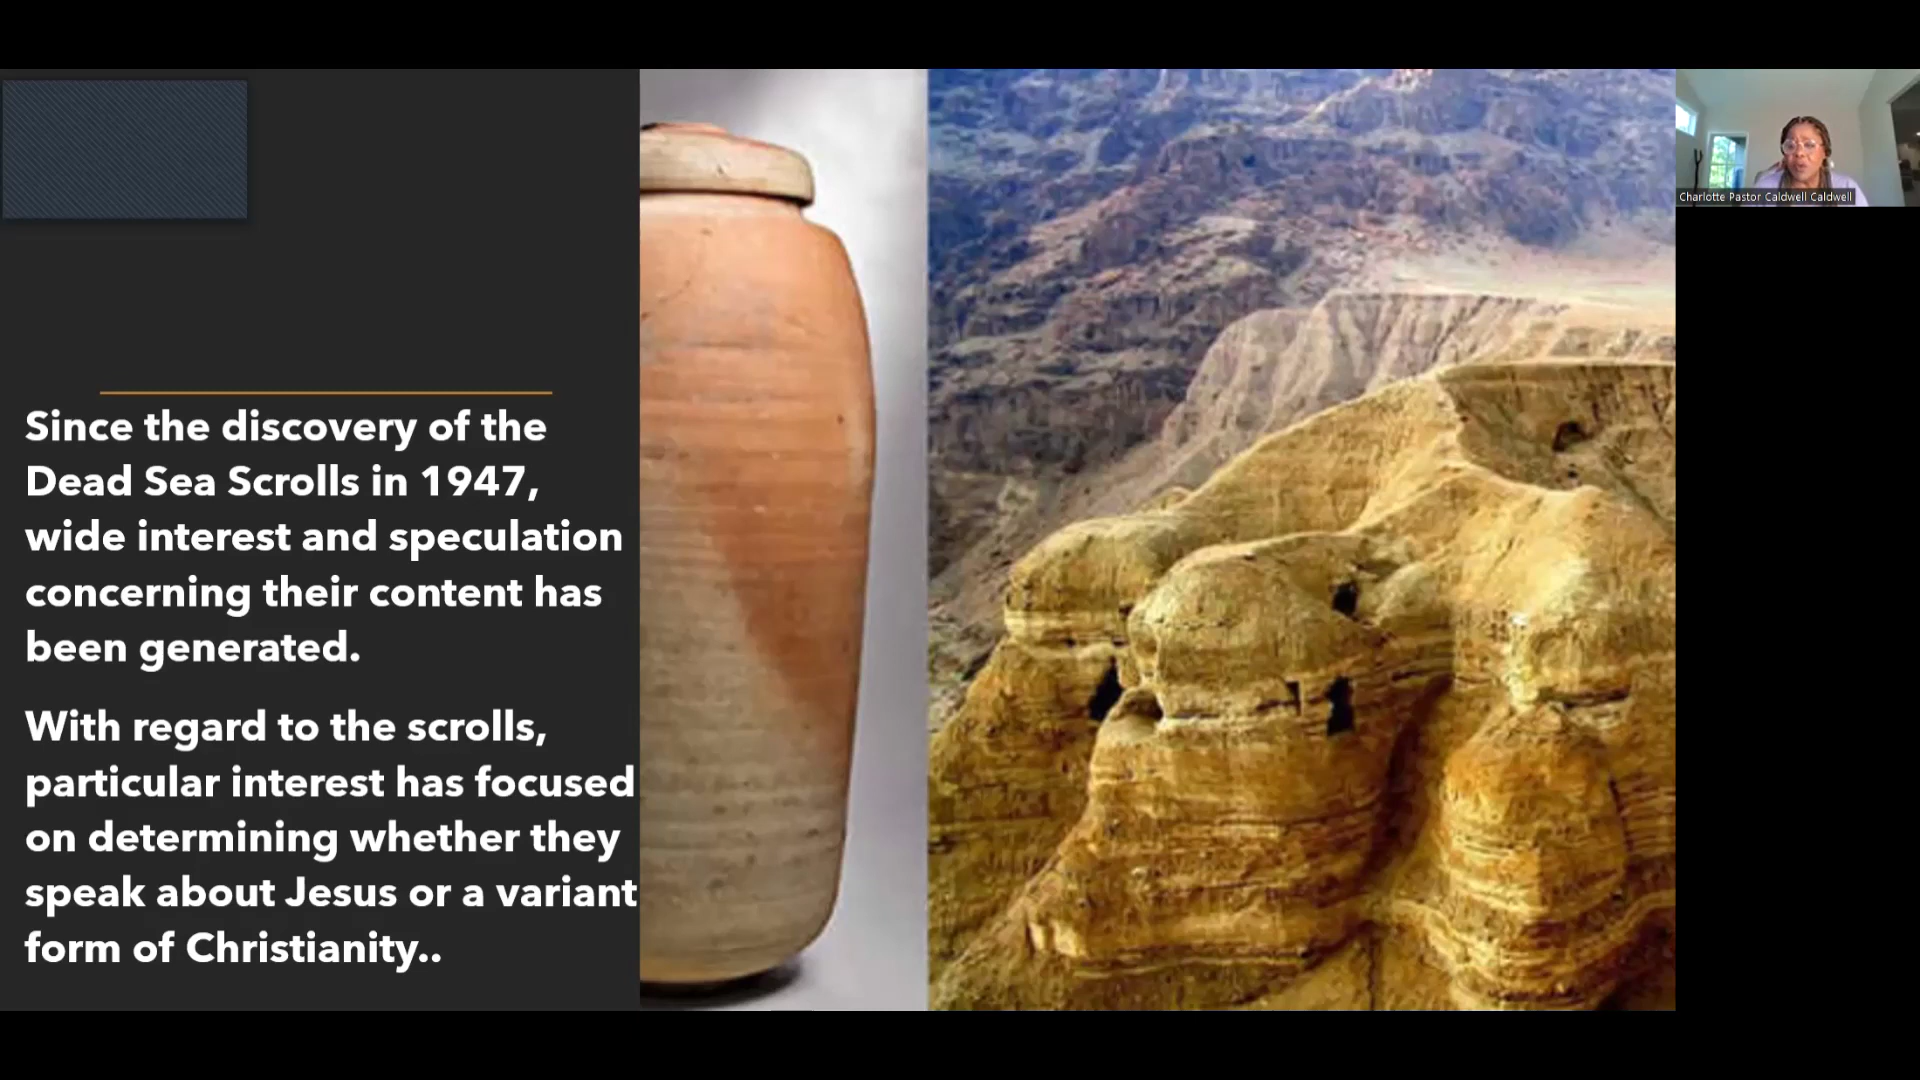 Since the discovery of the
Dead Sea Scrolls in 1947,
wide interest and speculation
concerning their content has
been generated.
With regard to the scrolls,
particular interest has focused
on determining whether they
speak about Jesus or a variant
form of Christianity..
Charlotte Pastor Caldwell Caldwell